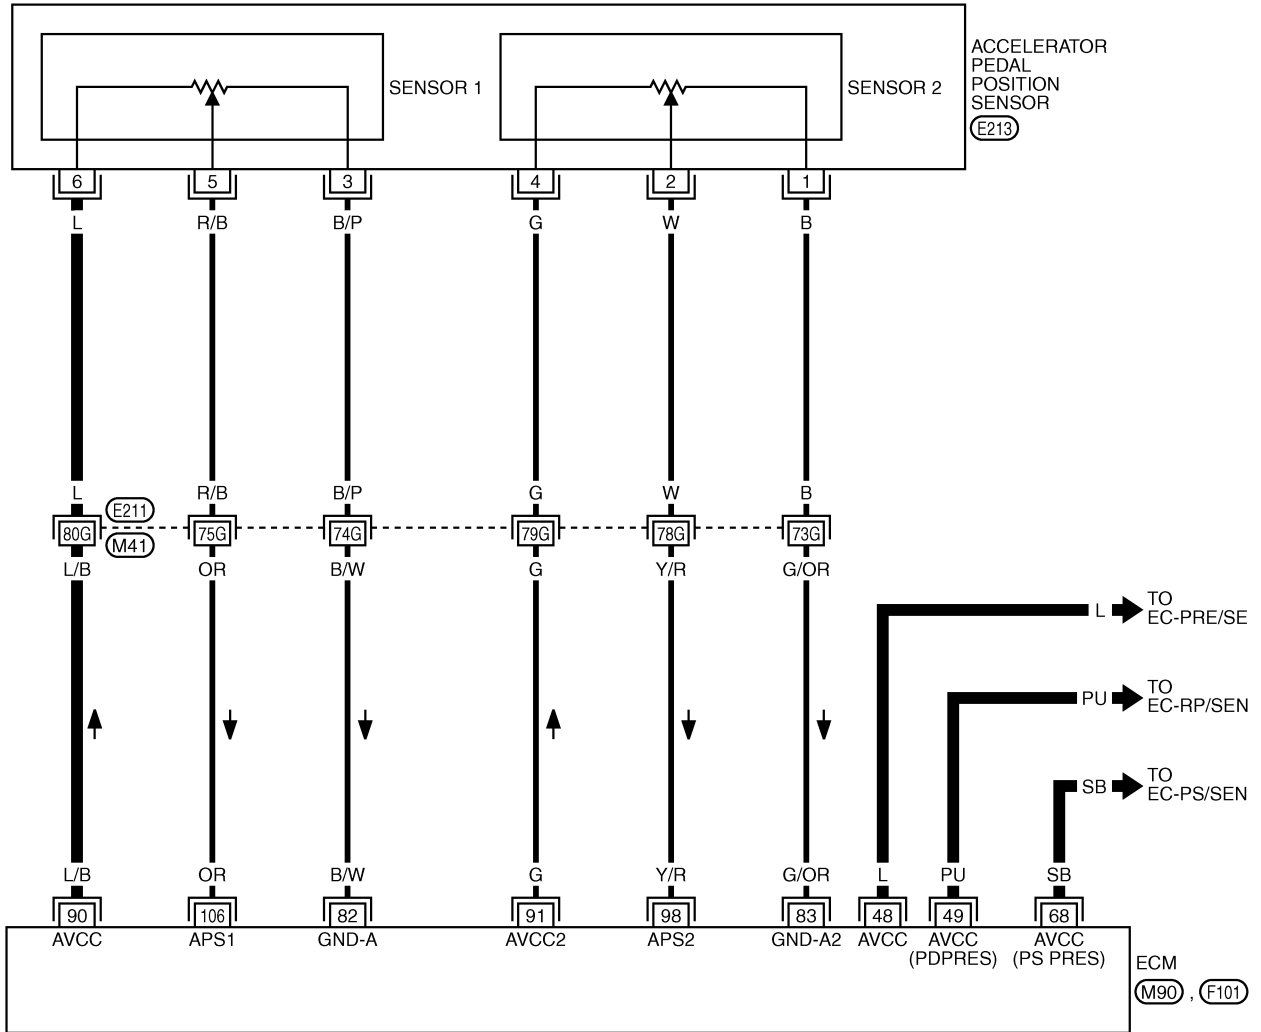 ACCELERATOR
PEDAL
POSITION
SENSOR
E213
SENSOR 1
SENSOR 2
6 5 3 4 2 1
L R/B B/P G W B
L R/B B/P G W B
E211
80G 75G 74G 79G 78G 73G
M41
L/B OR B/W G Y/R G/OR
L TO
EC-PRE/SE
PU TO
EC-RP/SEN
SB TO
EC-PS/SEN
L/B OR B/W G Y/R G/OR L PU SB
90 106 82 91 98 83 48 49 68
AVCC APS1 GND-A AVCC2 APS2 GND-A2 AVCC AVCC AVCC
(PDPRES) (PS PRES)
ECM
M90 , F101